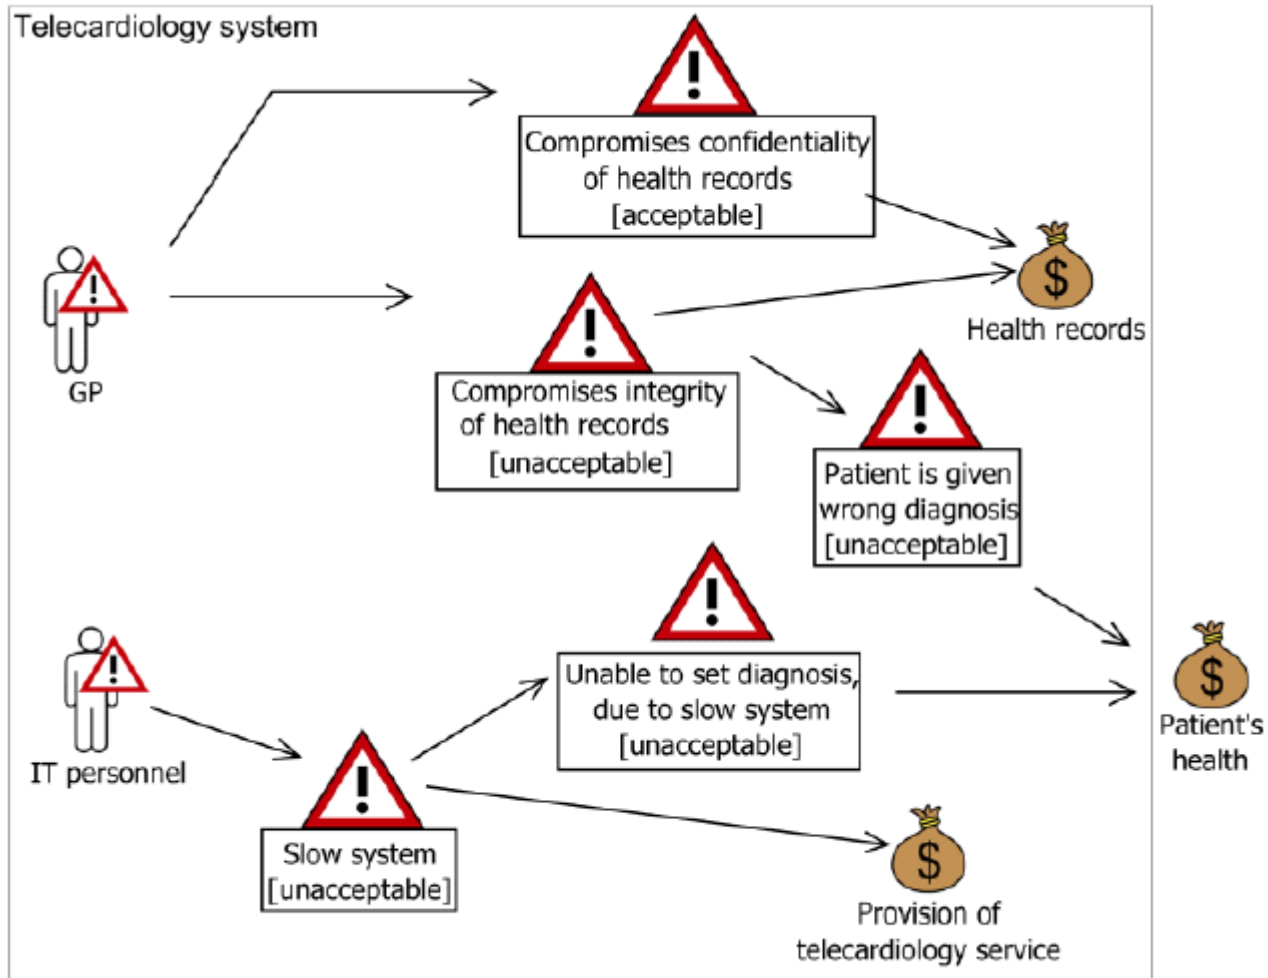 Telecardiology system
Compromises confidentiality
of health records
[acceptable]
$
Health records
GP
Compromises integrity
of health records
[unacceptable]
Patient is given
wrong diagnosis
[unacceptable]
IT personnel
Unable to set diagnosis,
due to slow system
[unacceptable]
$
Patient's
health
Slow system
[unacceptable]
$
Provision of
telecardiology service